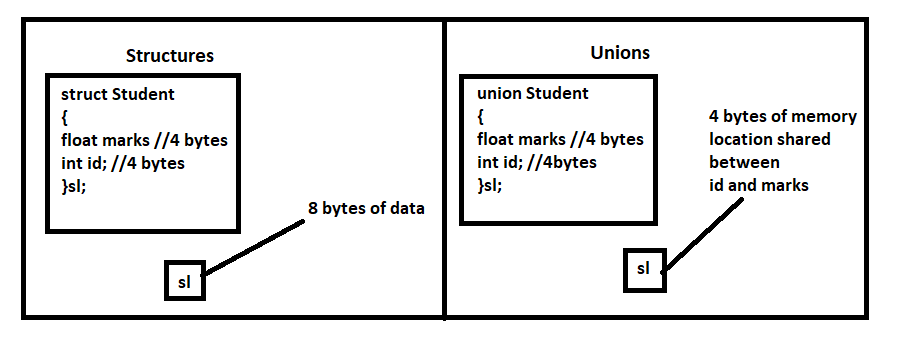 Structures
struct Student
{
float marks //4 bytes
int id; //4 bytes
}sl;
8 bytes of data
sl
Unions
union Student
{
float marks //4 bytes
int id; //4bytes
}sl;
4 bytes of memory
location shared
between
id and marks
sl